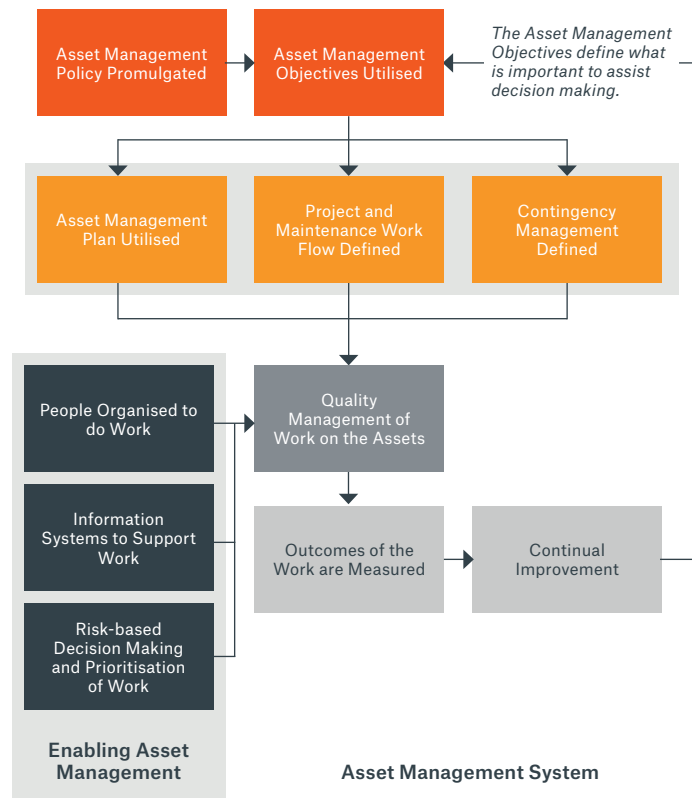 Asset Management
Policy Promulgated
Asset Management
Objectives Utilised
The Asset Management
Objectives define what
is important to assist
decision making.
Asset Management
Plan Utilised
Project and
Maintenance Work
Flow Defined
Contingency
Management
Defined
People Organised to
do Work
Quality
Management of
Work on the Assets
Information
Systems to Support
Work
Outcomes of the
Work are Measured
Continual
Improvement
Risk-based
Decision Making
and Prioritisation
of Work
Enabling Asset
Management
Asset Management System